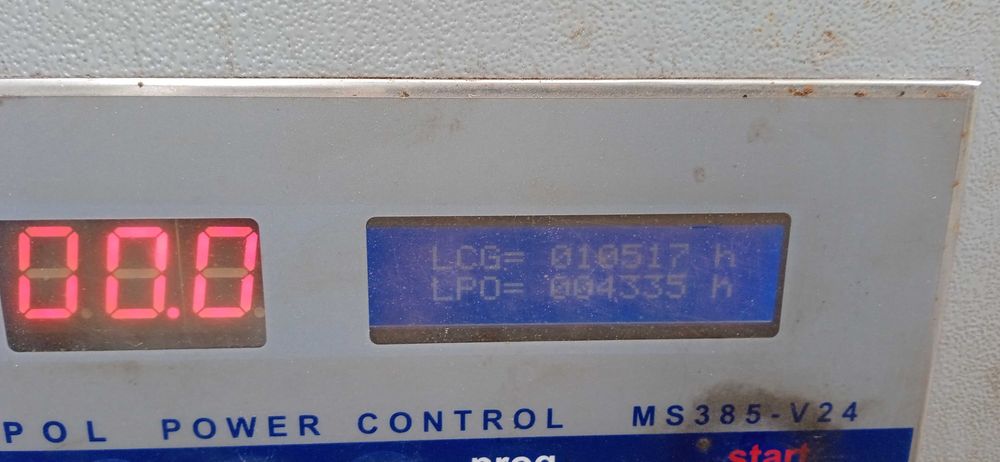 00.0
LCG= 010517 h
LPO= 004335 h
POL POWER CONTROL MS385-V24
prog
start